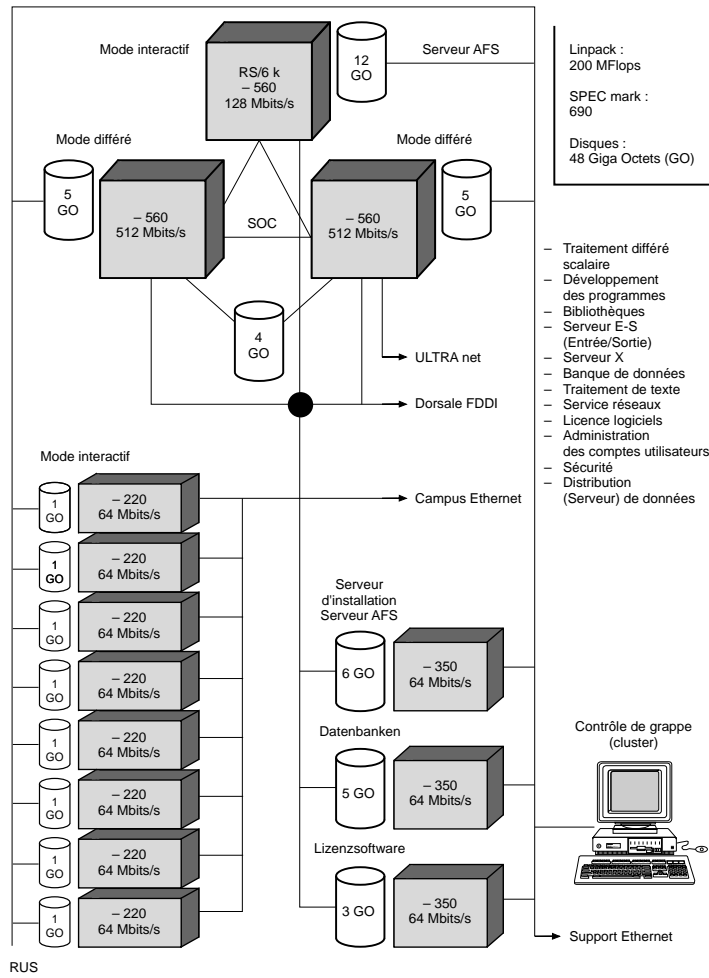 Mode interactif
RS/6 k
– 560
128 Mbits/s
12
GO
Serveur AFS
Linpack :
200 MFlops
SPEC mark :
690
Disques :
48 Giga Octets (GO)
Mode différé
5
GO
– 560
512 Mbits/s
SOC
Mode différé
– 560
512 Mbits/s
5
GO
4
GO
ULTRA net
Dorsale FDDI
– Traitement différé
scalaire
– Développement
des programmes
– Bibliothèques
– Serveur E-S
(Entrée/Sortie)
– Serveur X
– Banque de données
– Traitement de texte
– Service réseaux
– Licence logiciels
– Administration
des comptes utilisateurs
– Sécurité
– Distribution
(Serveur) de données
Mode interactif
1
GO
– 220
64 Mbits/s
Campus Ethernet
1
GO
– 220
64 Mbits/s
1
GO
– 220
64 Mbits/s
1
GO
– 220
64 Mbits/s
1
GO
– 220
64 Mbits/s
1
GO
– 220
64 Mbits/s
1
GO
– 220
64 Mbits/s
1
GO
– 220
64 Mbits/s
Serveur
d'installation
Serveur AFS
6 GO
– 350
64 Mbits/s
Datenbanken
5 GO
– 350
64 Mbits/s
Lizenzsoftware
3 GO
– 350
64 Mbits/s
Contrôle de grappe
(cluster)
Support Ethernet
RUS